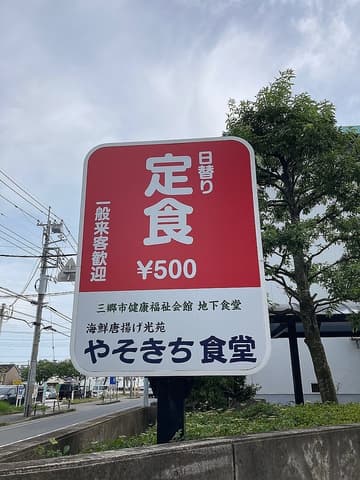 日替り
定食
一般来客歓迎
¥500
三郷市健康福祉会館 地下食堂
海鮮唐揚げ光苑
やそきち食堂